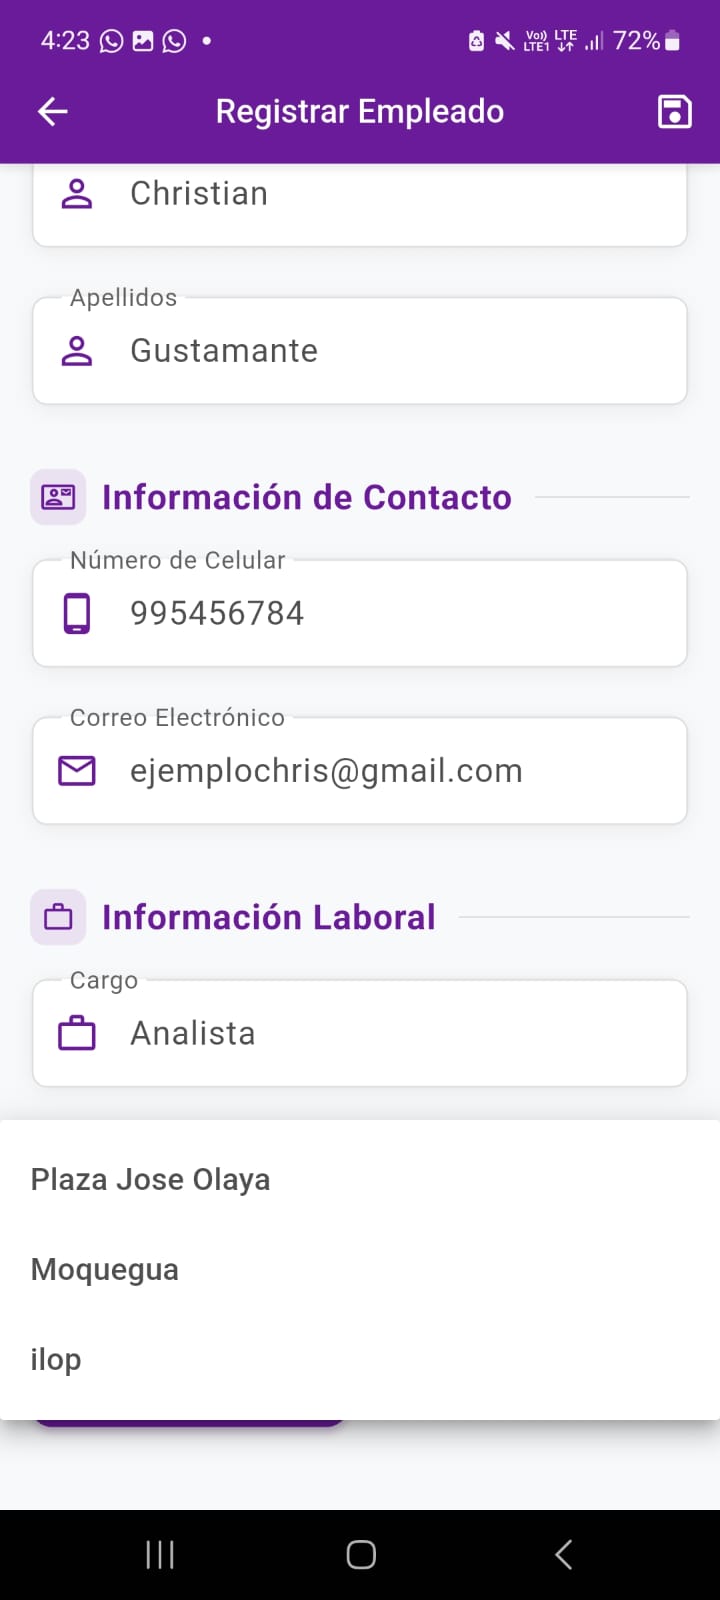 4:23
Vo)) LTE
LTE1
72%
Registrar Empleado
Christian
Apellidos
Gustamante
Información de Contacto
Número de Celular
995456784
Correo Electrónico
ejemplochris@gmail.com
Información Laboral
Cargo
Analista
Plaza Jose Olaya
Moquegua
ilop